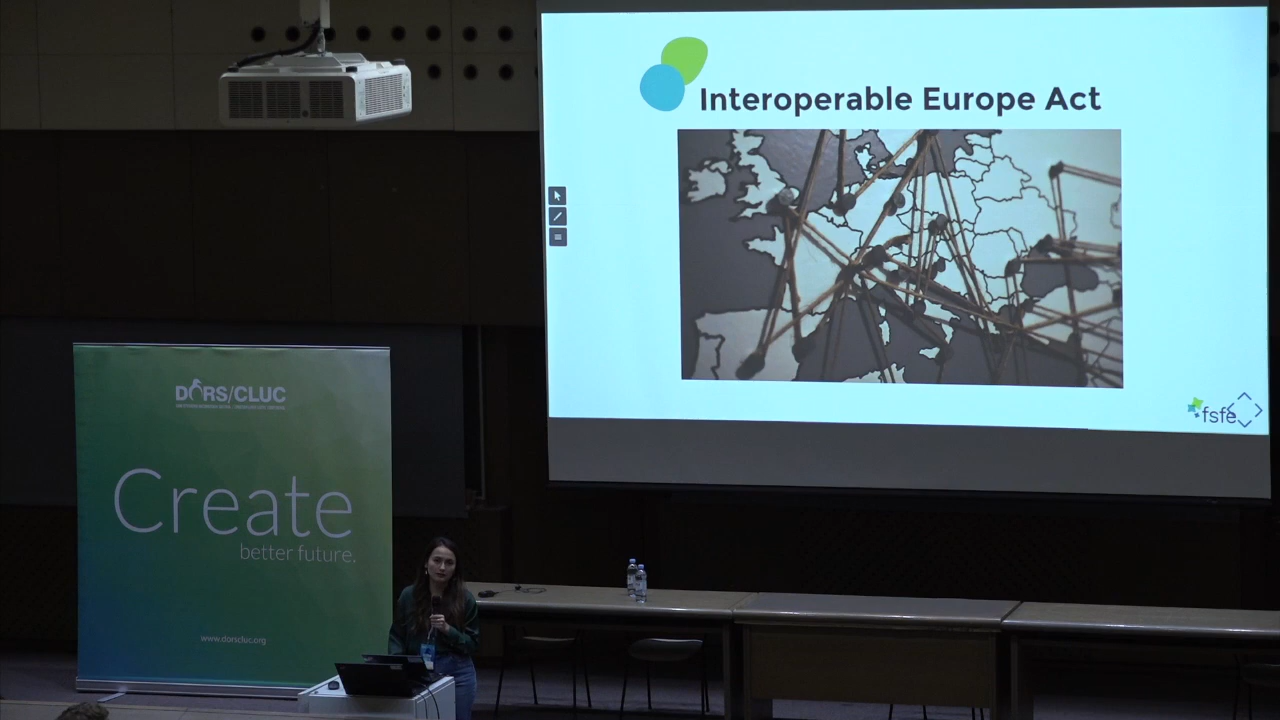 Interoperable Europe Act
fsfe
DORS/CLUC
Create
better future.
www.dorscluc.org